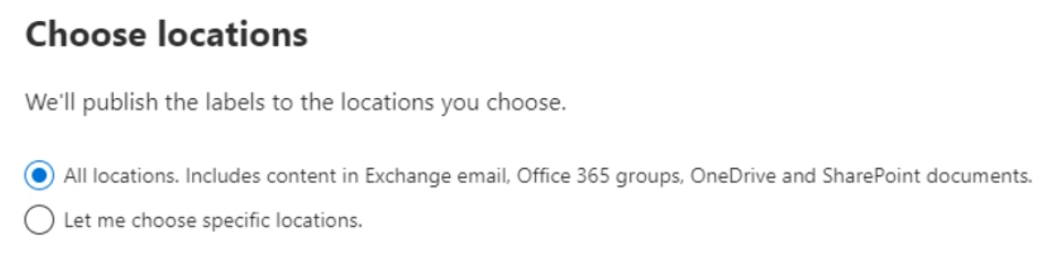 Choose locations
We'll publish the labels to the locations you choose.
All locations. Includes content in Exchange email, Office 365 groups, OneDrive and SharePoint documents.
Let me choose specific locations.